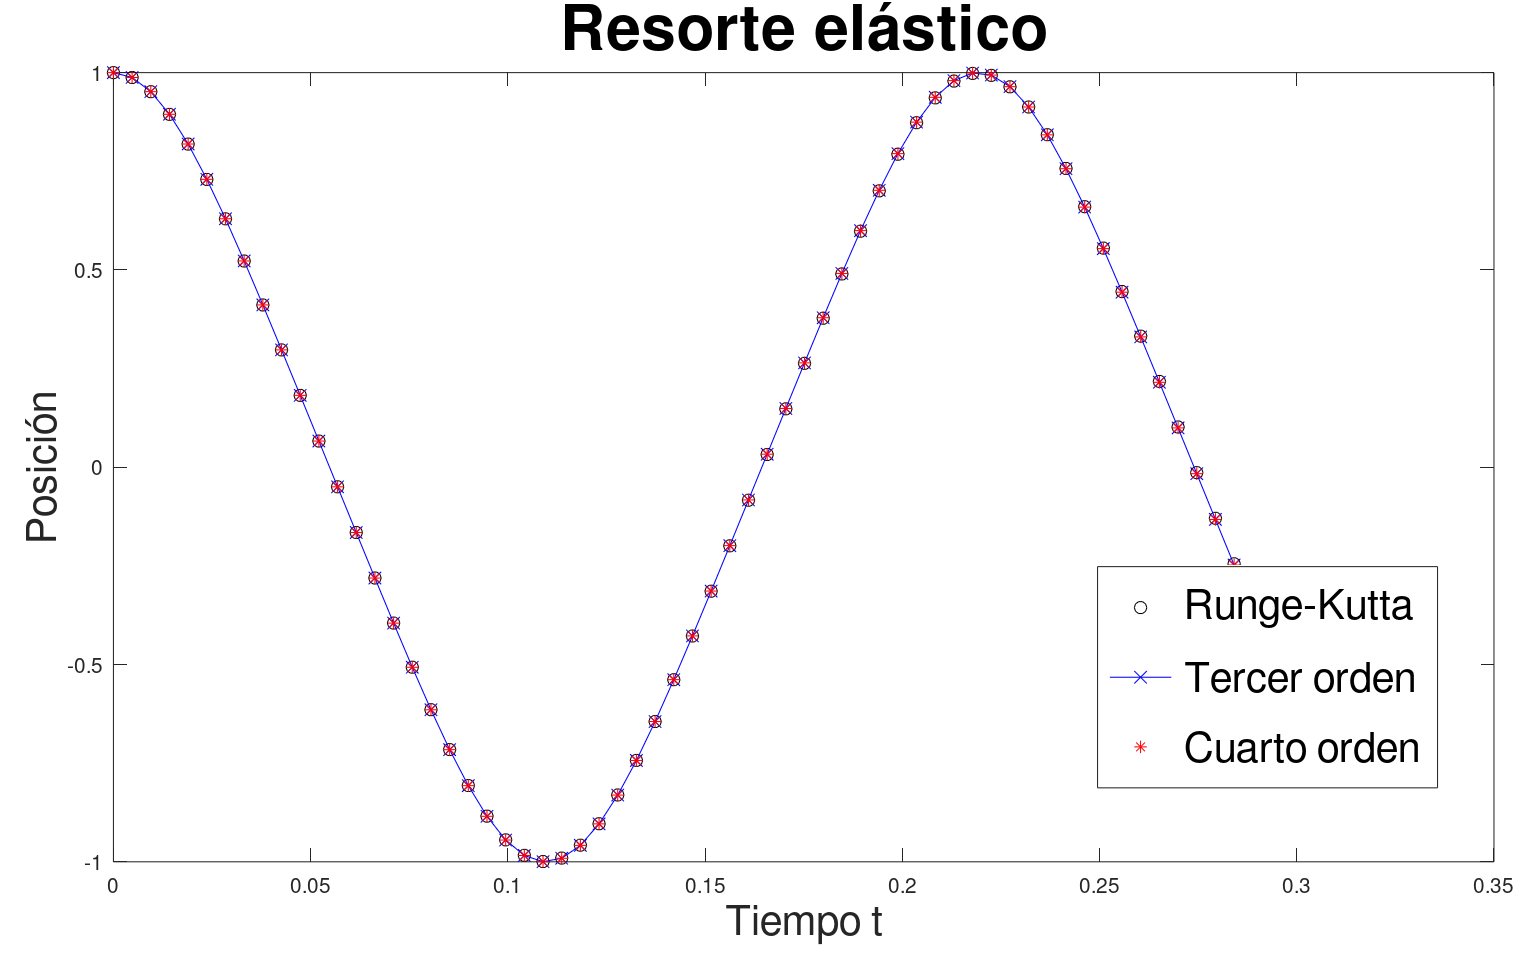 Resorte elástico
1
0.5
0
-0.5
-1
Posición
0 0.05 0.1 0.15 0.2 0.25 0.3 0.35
Tiempo t
Runge-Kutta
Tercer orden
Cuarto orden